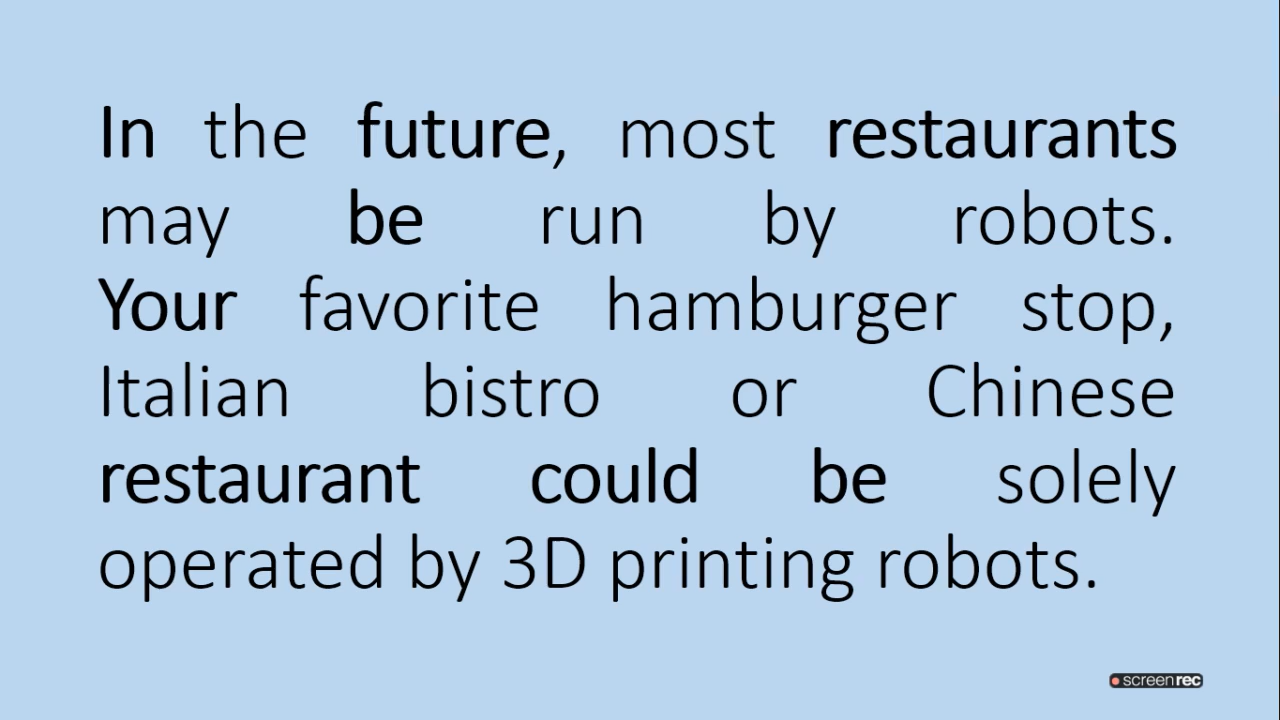 In the future, most restaurants
may be run by robots.
Your favorite hamburger stop,
Italian bistro or Chinese
restaurant could be solely
operated by 3D printing robots.
screenrec